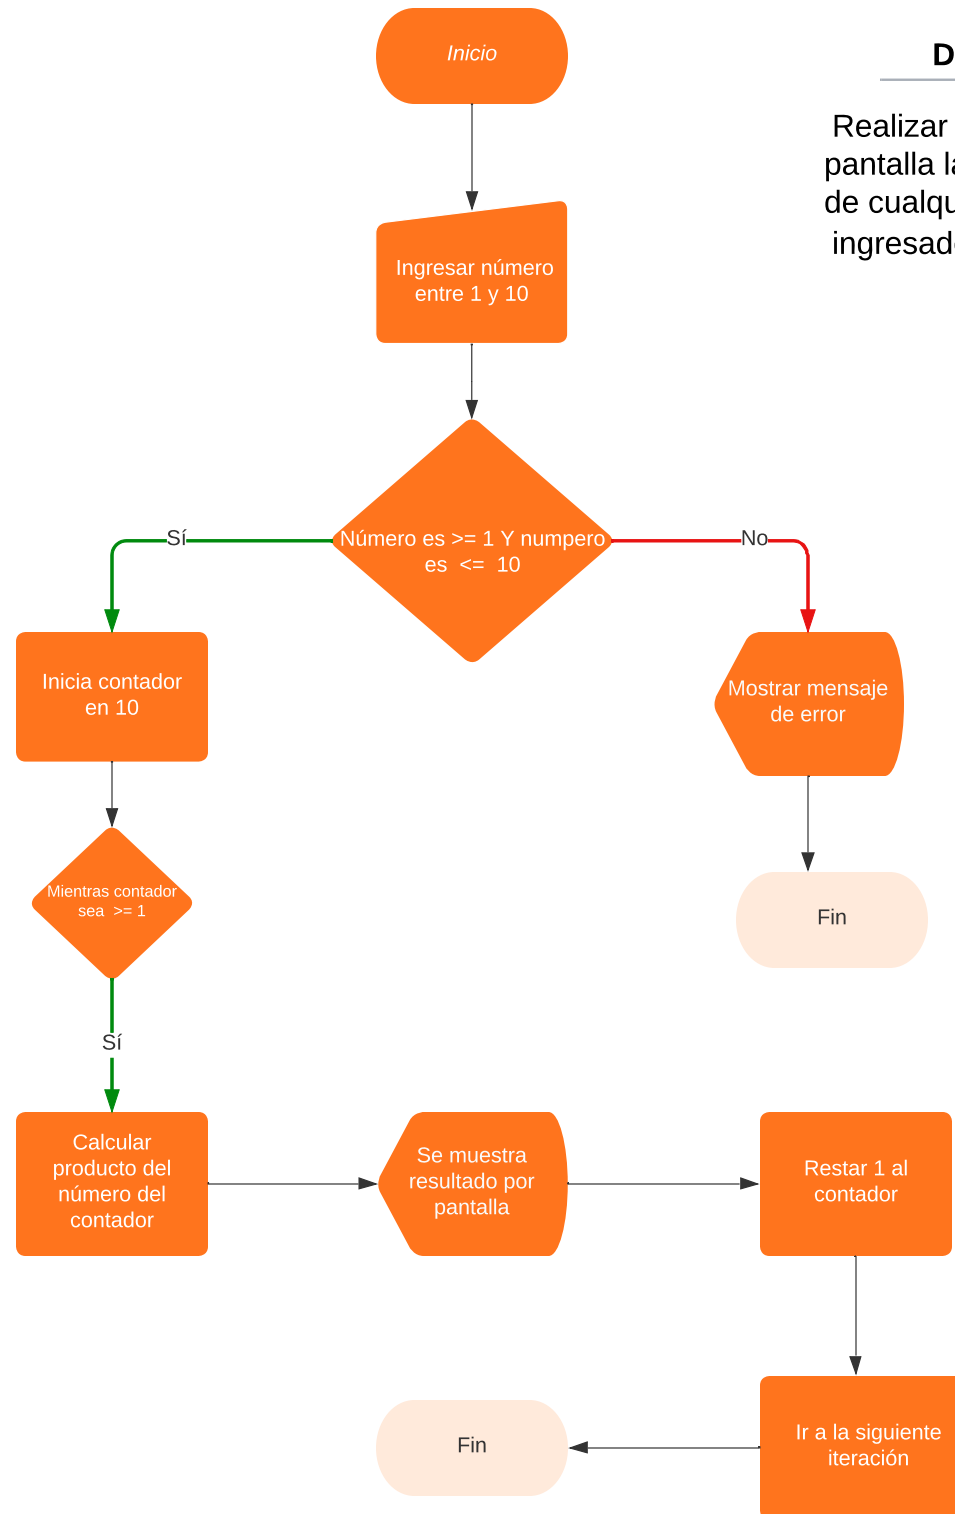 Inicio
D
Realizar
pantalla la
de cualqu
ingresado
Ingresar número
entre 1 y 10
Número es >= 1 Y numpero
es <= 10
Sí
No
Inicia contador
en 10
Mostrar mensaje
de error
Mientras contador
sea >= 1
Fin
Sí
Calcular
producto del
número del
contador
Se muestra
resultado por
pantalla
Restar 1 al
contador
Ir a la siguiente
iteración
Fin